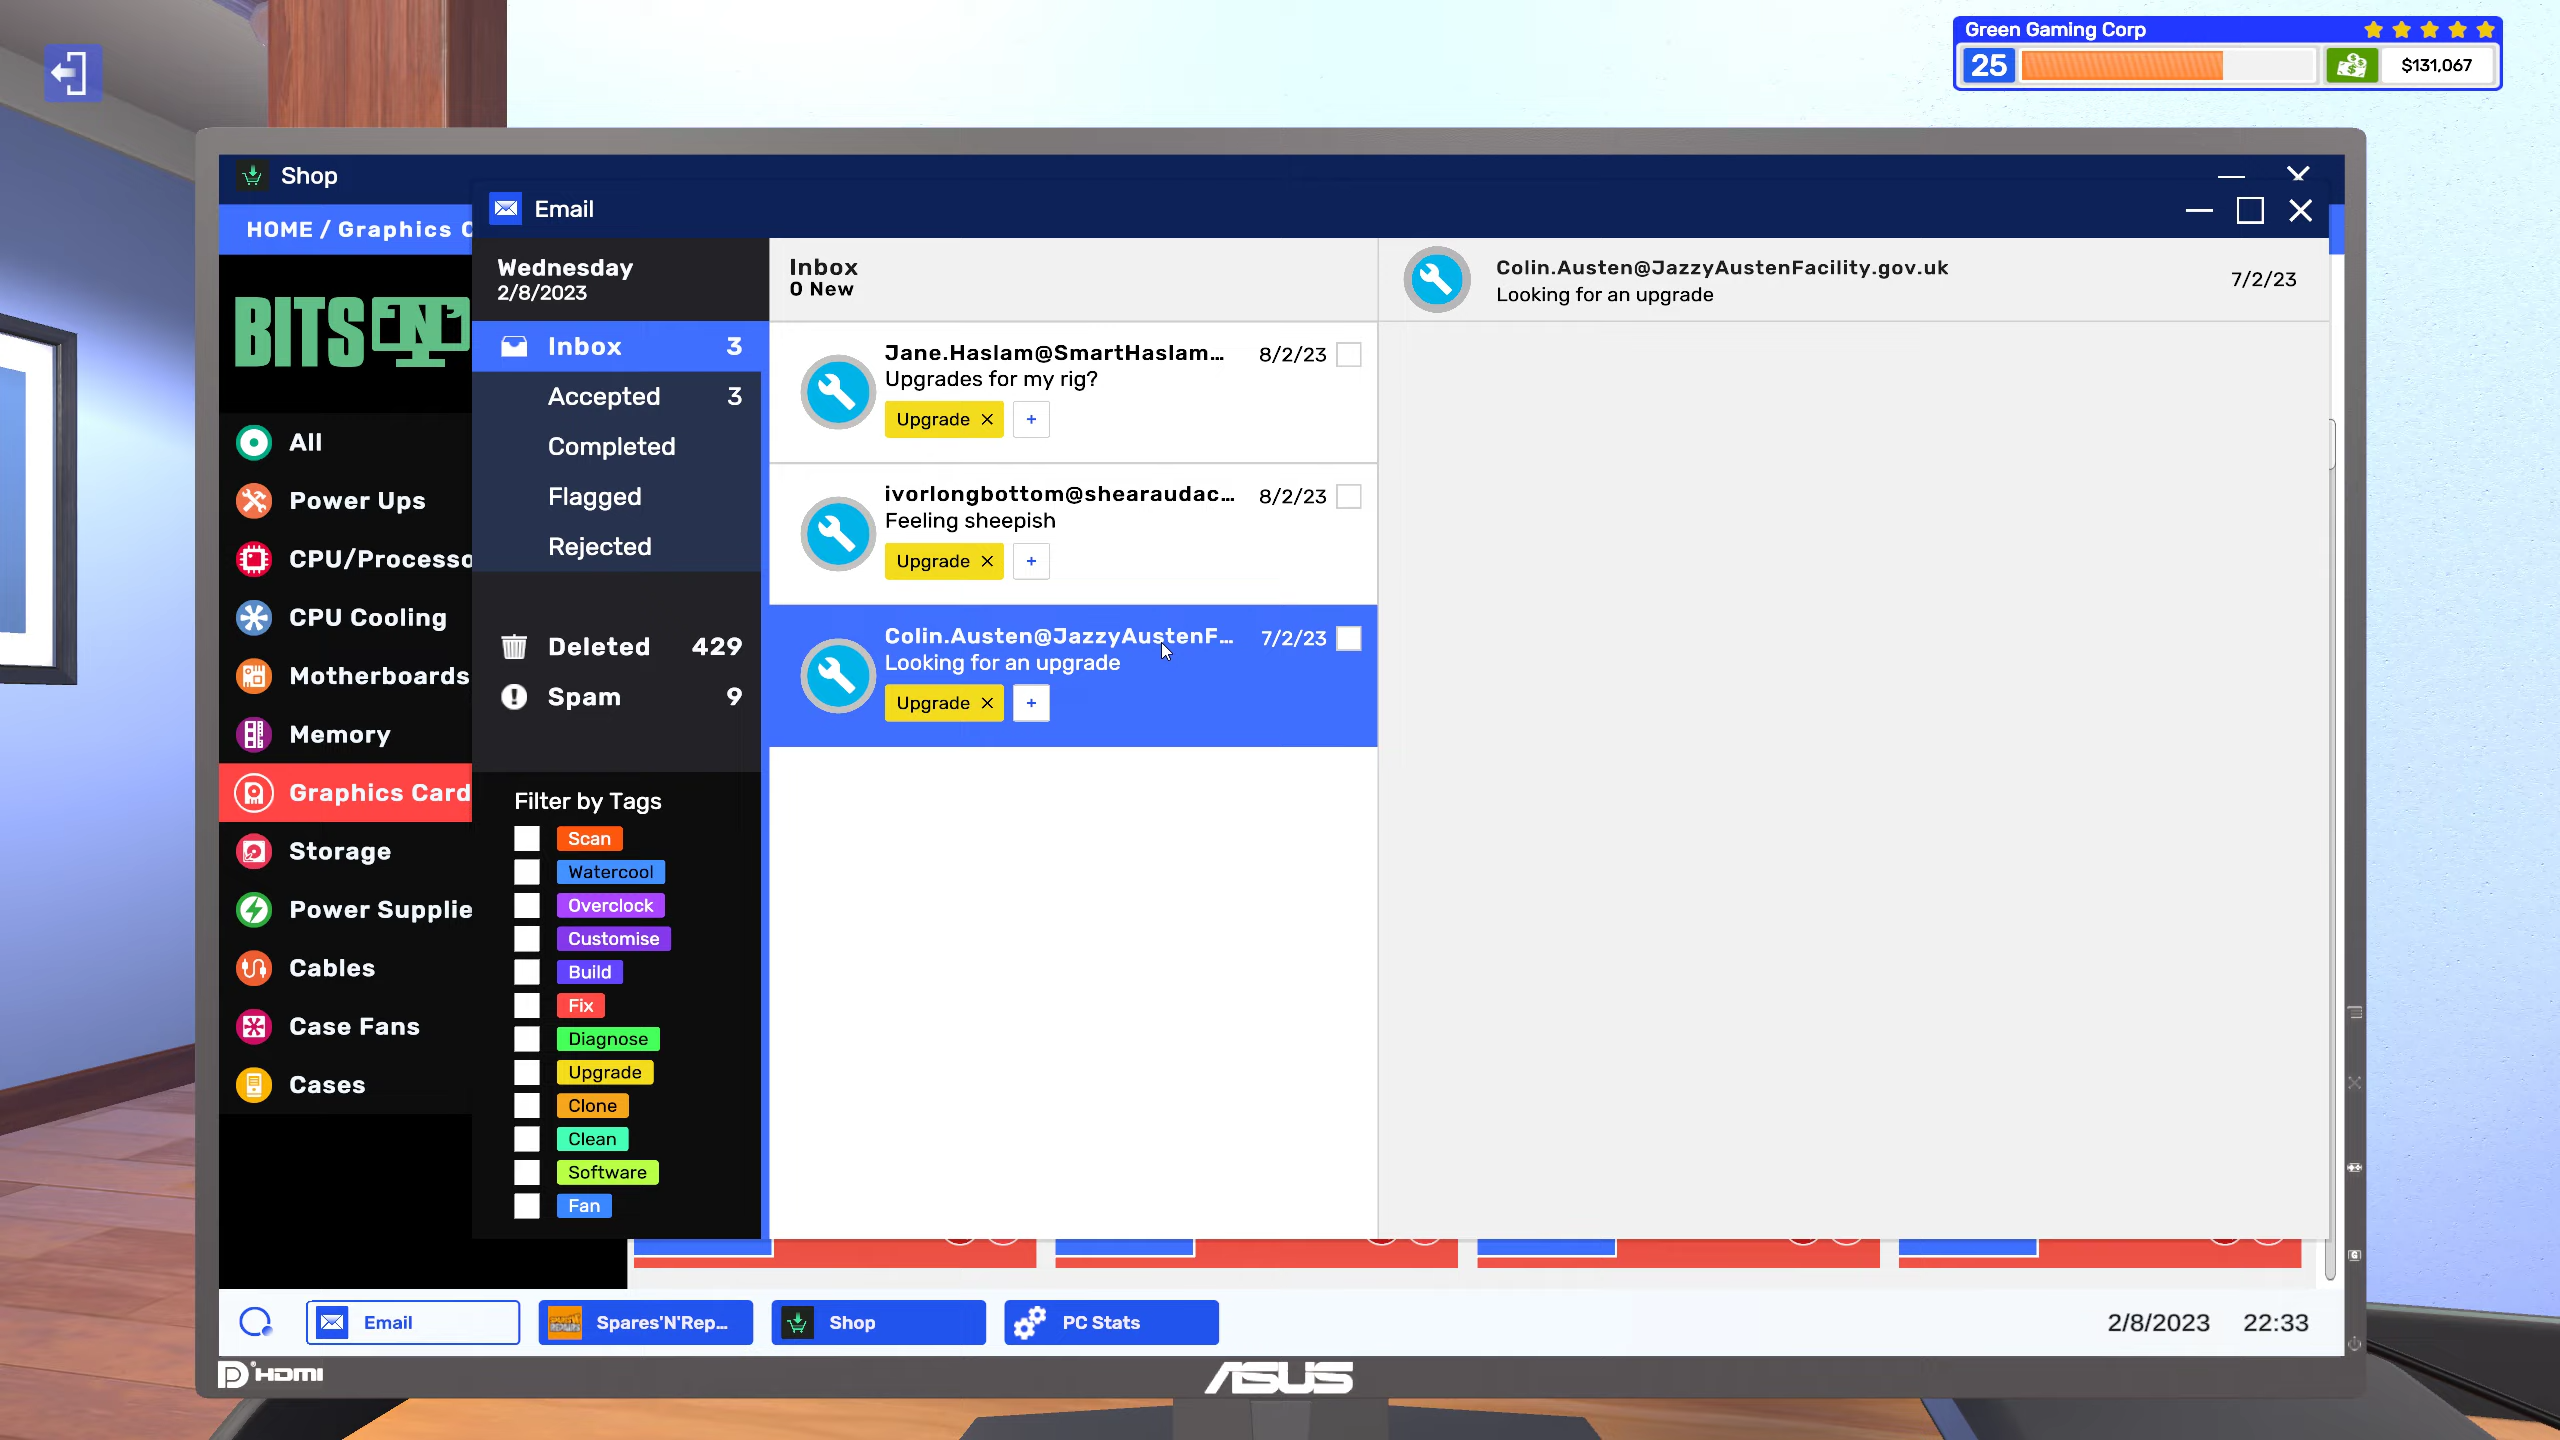 Green Gaming Corp
25
$131,067
Shop
HOME / Graphics C
BITS N'
All
Power Ups
CPU/Processo
CPU Cooling
Motherboards
Memory
Graphics Card
Storage
Power Supplie
Cables
Case Fans
Cases
Email
Wednesday
2/8/2023
Inbox 3
Accepted 3
Completed
Flagged
Rejected
Deleted 429
Spam 9
Filter by Tags
Scan
Watercool
Overclock
Customise
Build
Fix
Diagnose
Upgrade
Clone
Clean
Software
Fan
Inbox
0 New
Jane.Haslam@SmartHaslam... 8/2/23
Upgrades for my rig?
Upgrade × +
ivorlongbottom@shearaudac... 8/2/23
Feeling sheepish
Upgrade × +
Colin.Austen@JazzyAustenF... 7/2/23
Looking for an upgrade
Upgrade × +
Colin.Austen@JazzyAustenFacility.gov.uk
Looking for an upgrade
7/2/23
Email
Spares'N'Rep...
Shop
PC Stats
2/8/2023 22:33
HDMI
ASUS